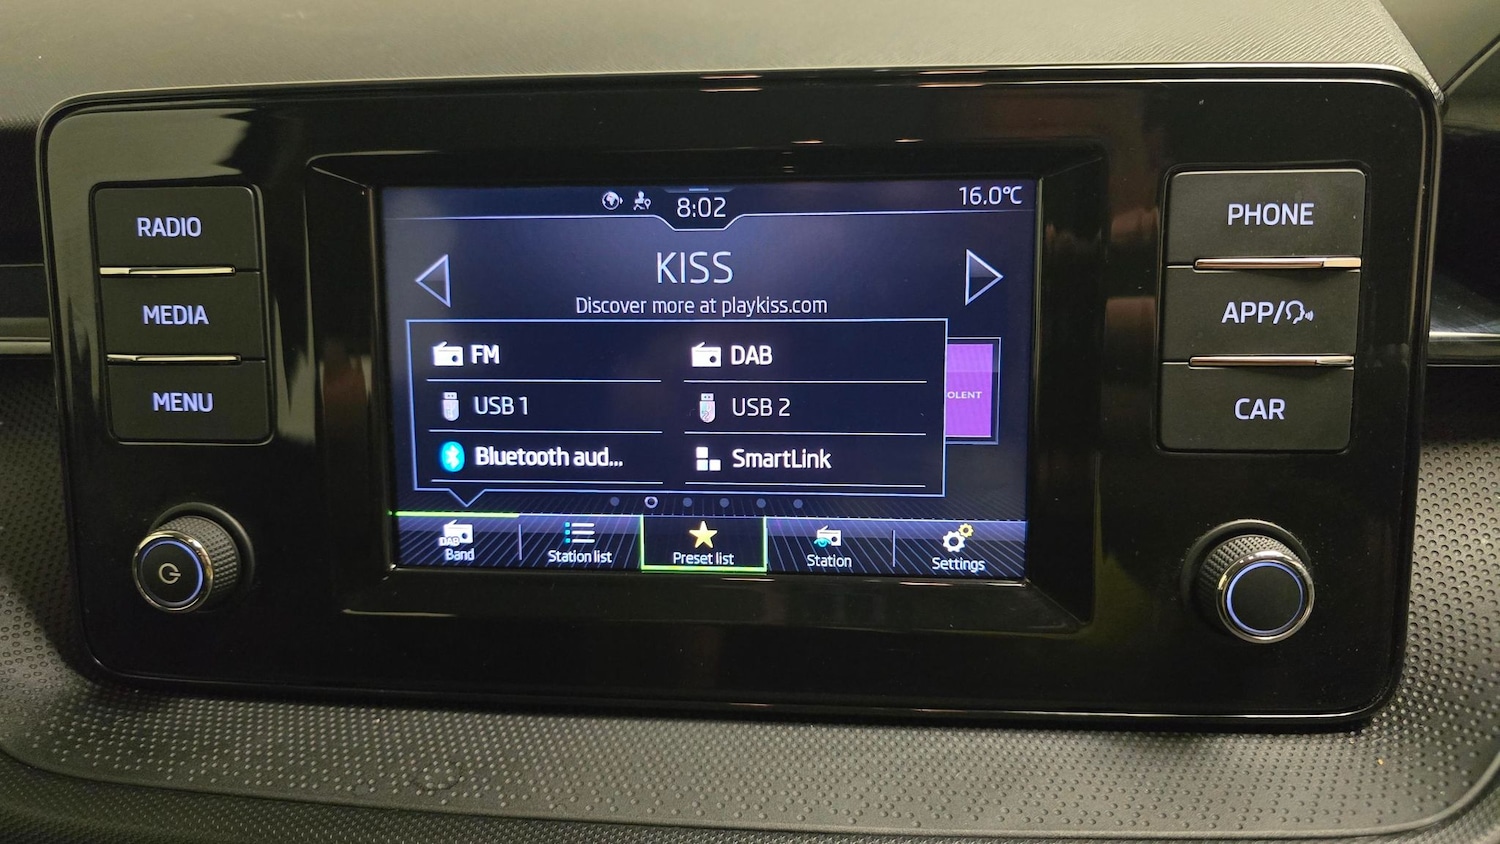 8:02
16.0°C
RADIO
MEDIA
MENU
KISS
Discover more at playkiss.com
FM
DAB
USB 1
USB 2
Bluetooth aud...
SmartLink
OLENT
DAB
Band
Station list
Preset list
Station
Settings
PHONE
APP/
CAR